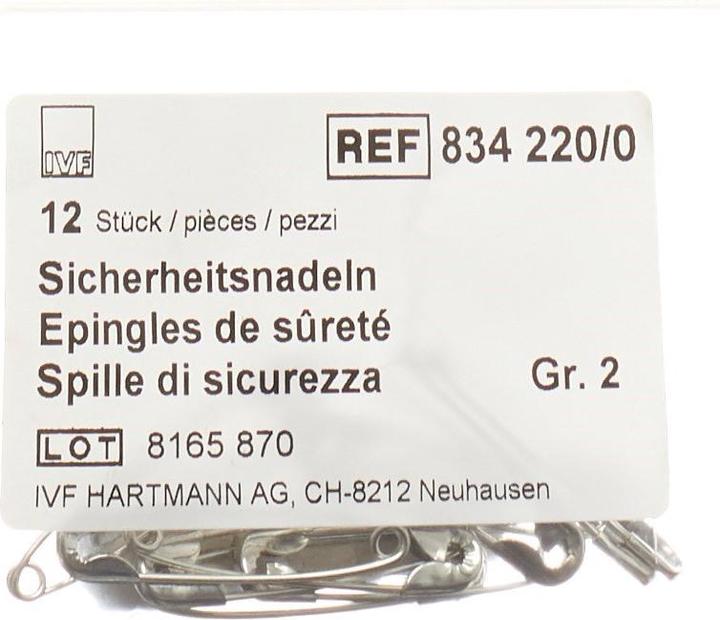 IVF
REF 834 220/0
12 Stück / pièces / pezzi
Sicherheitsnadeln
Epingles de sûreté
Spille di sicurezza
Gr. 2
LOT 8165 870
IVF HARTMANN AG, CH-8212 Neuhausen